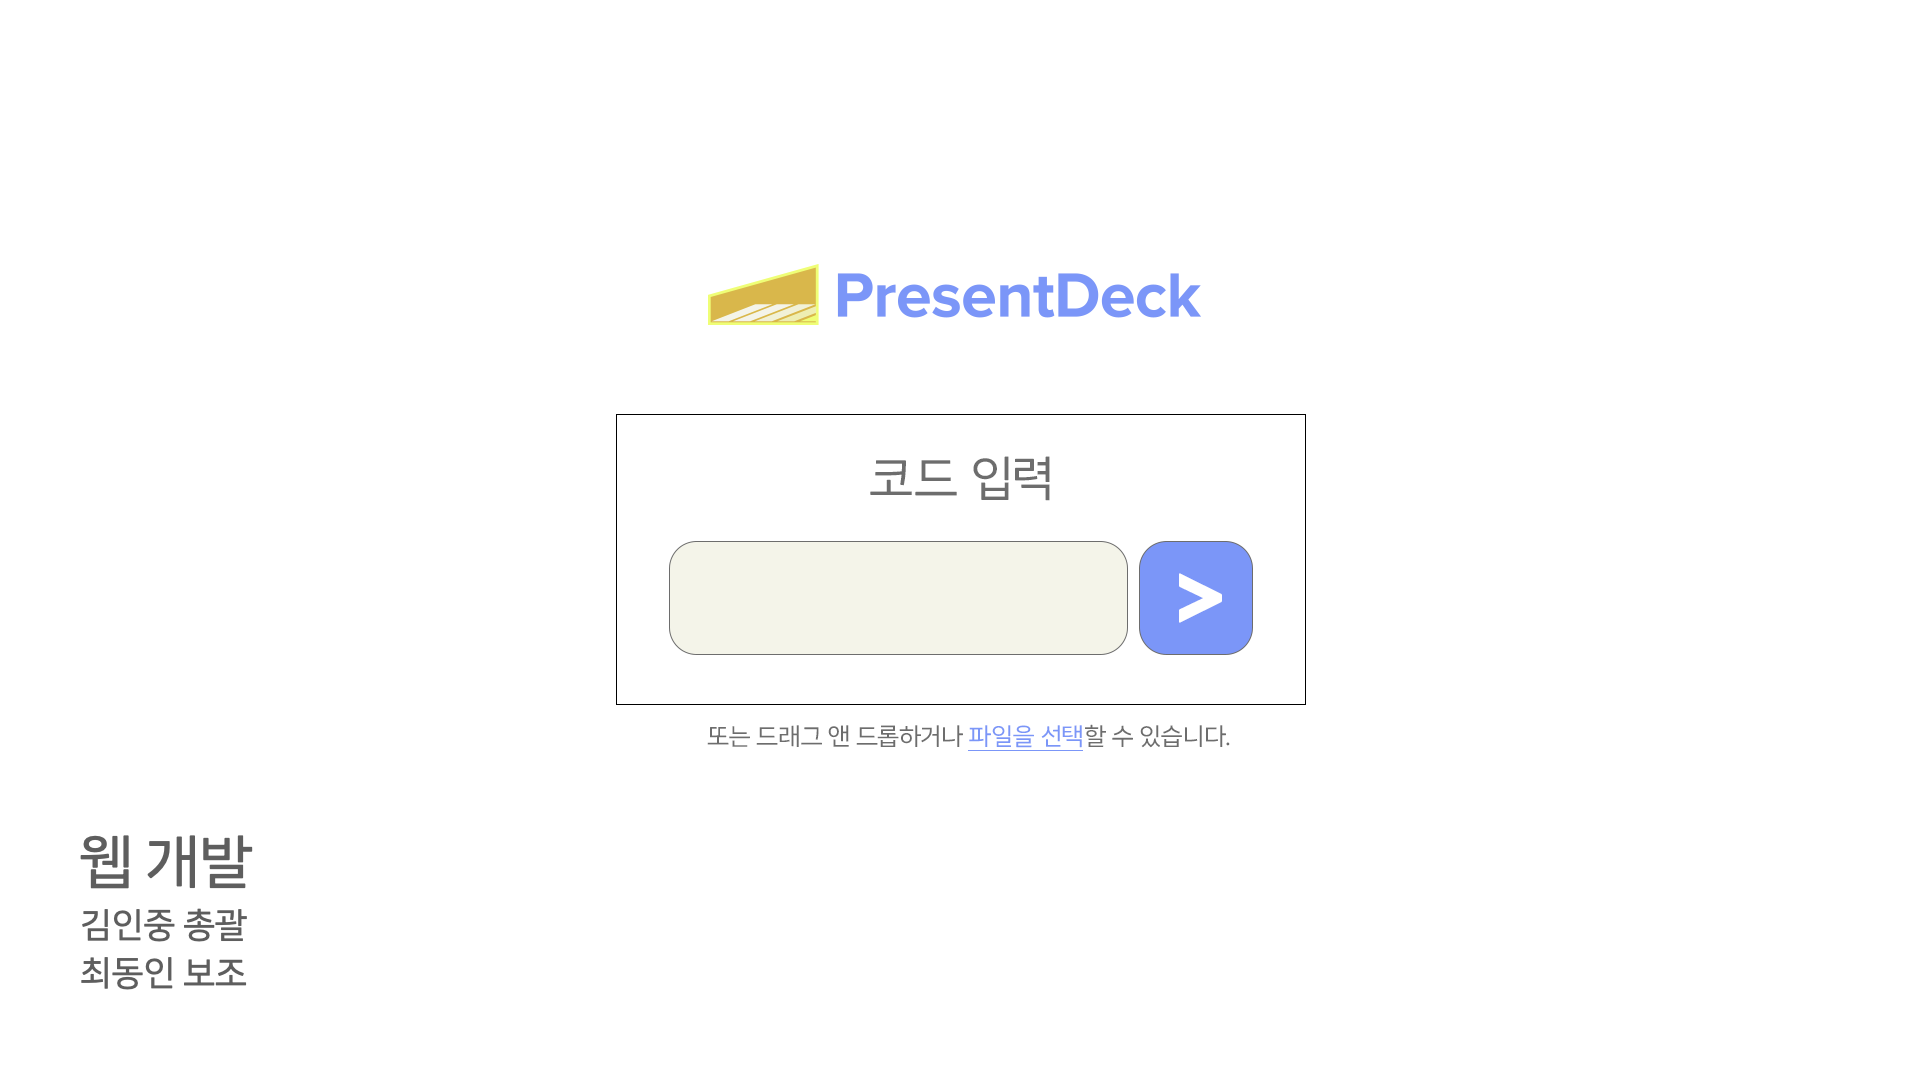 PresentDeck
코드 입력
>
또는 드래그 앤 드롭하거나 파일을 선택할 수 있습니다.
웹 개발
김인중 총괄
최동인 보조